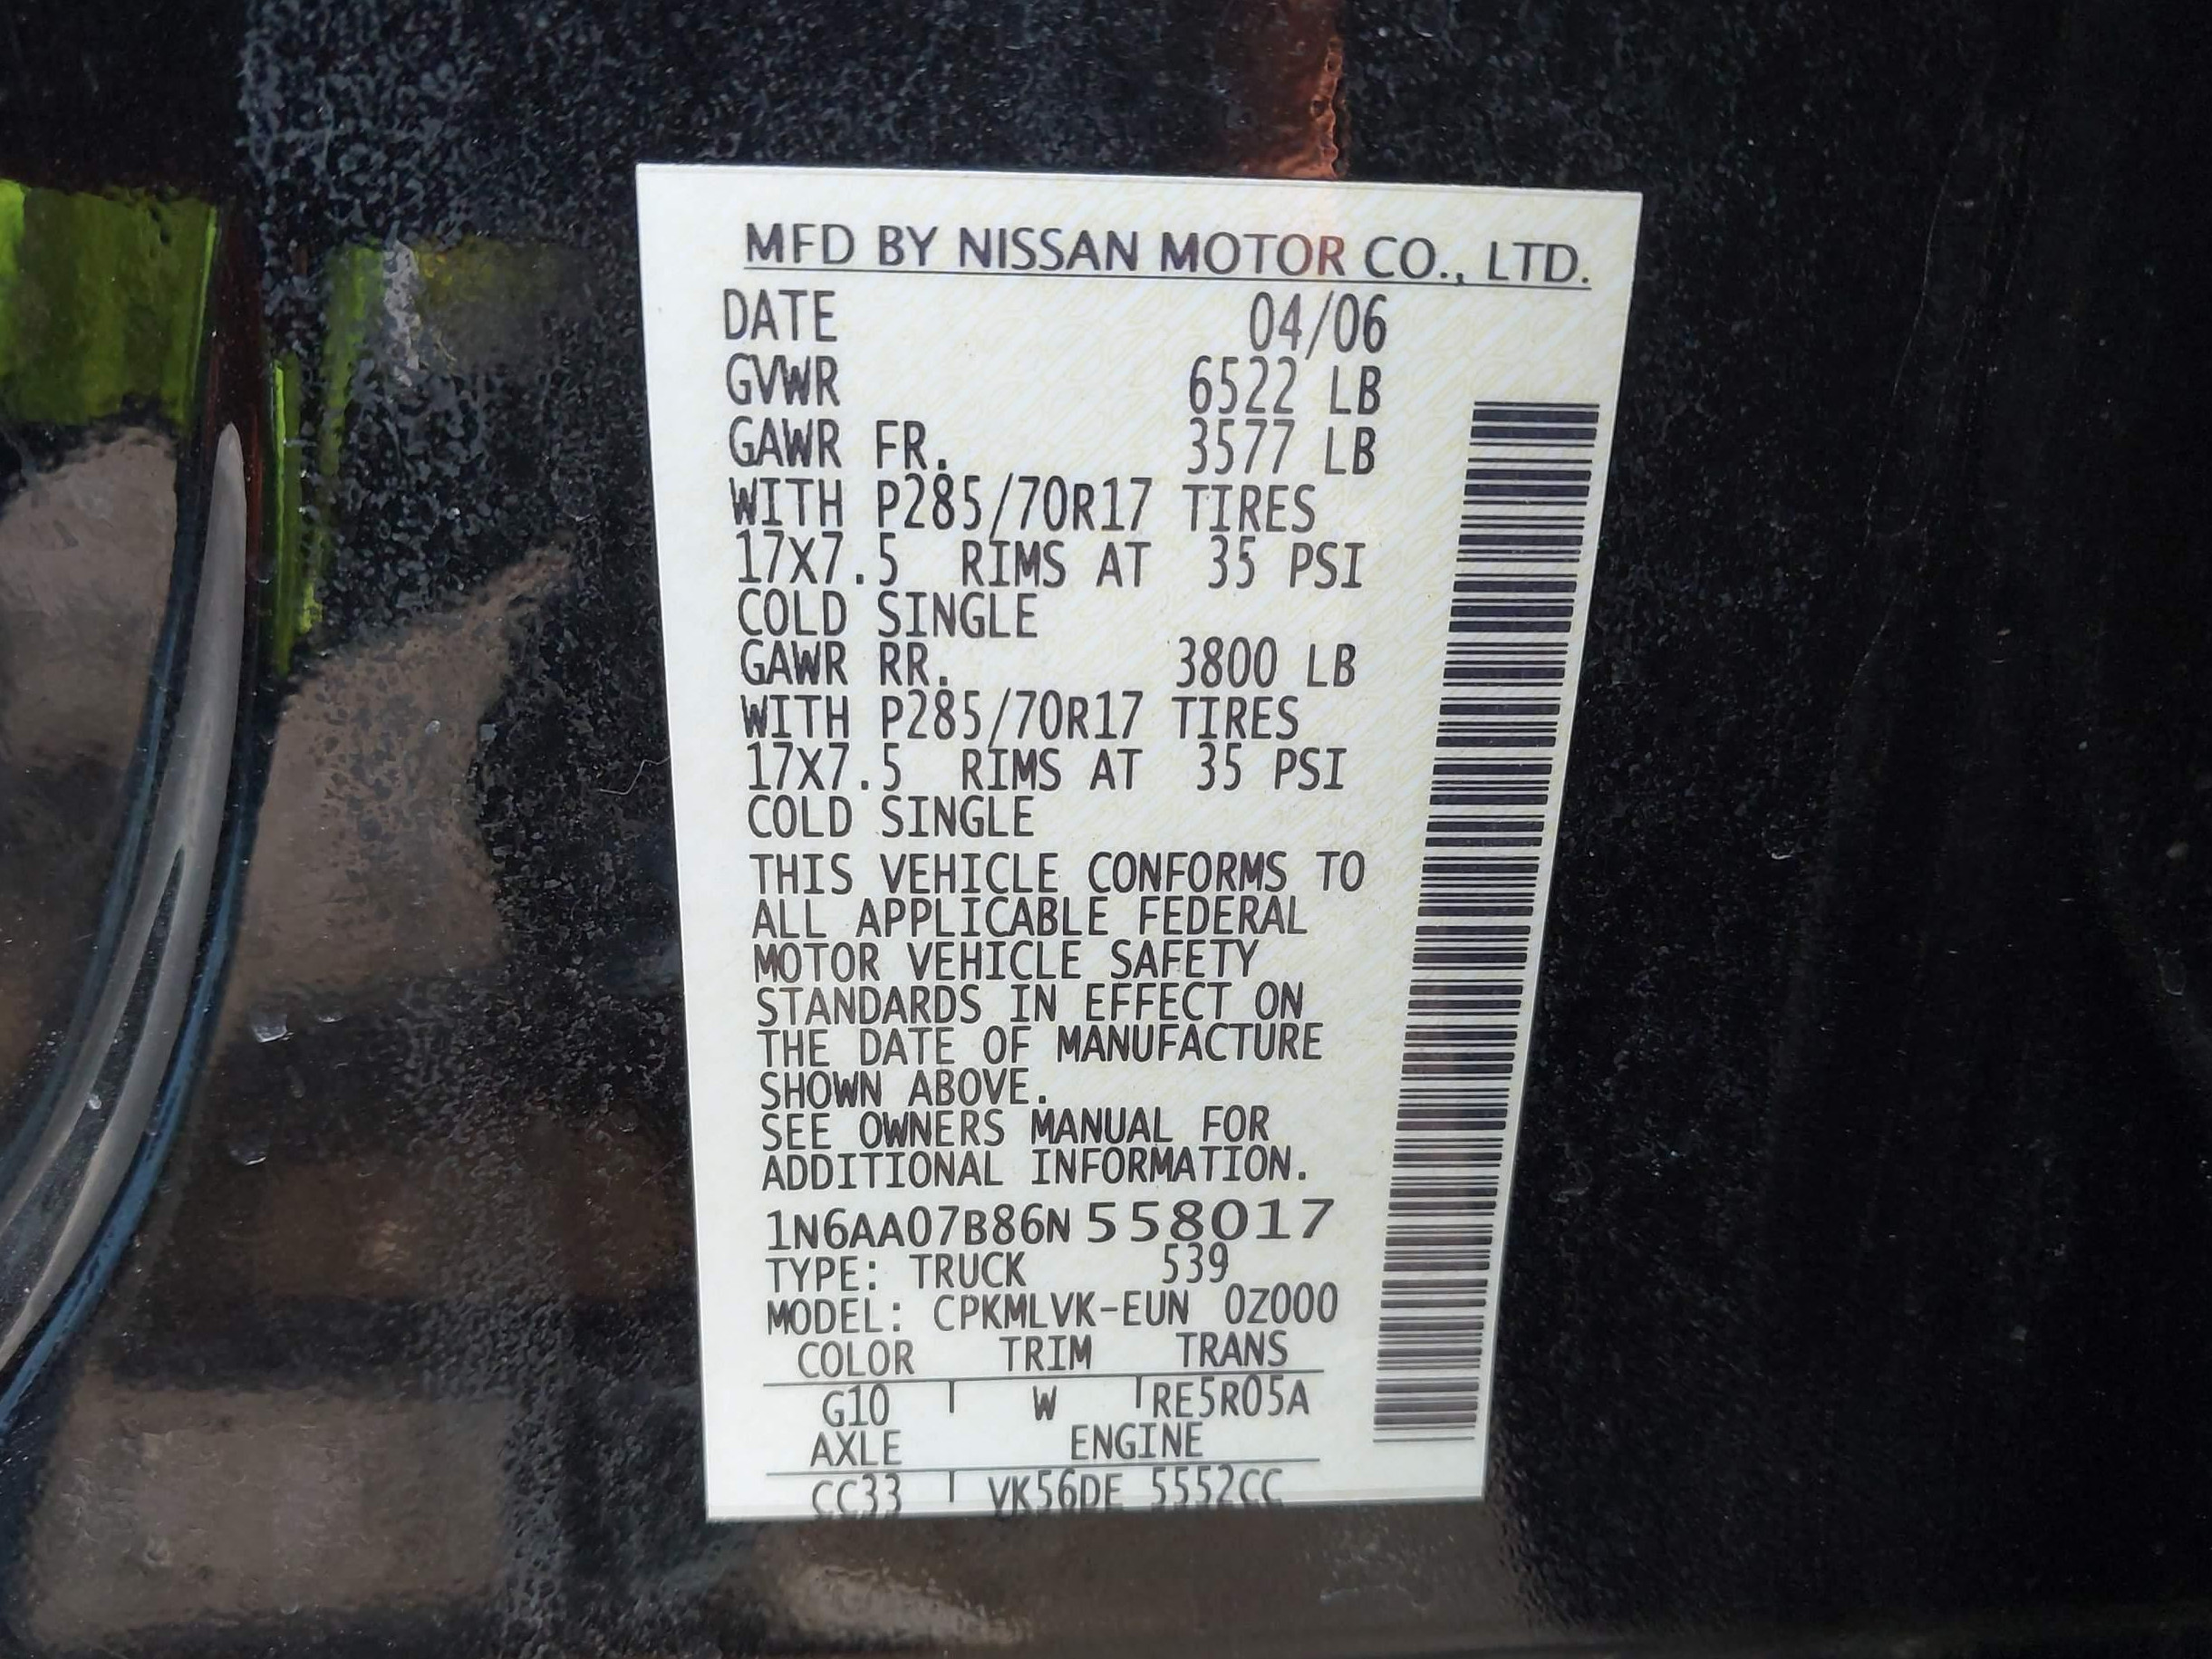 MFD BY NISSAN MOTOR CO., LTD.
DATE 04/06
GVWR 6522 LB
GAWR FR. 3577 LB
WITH P285/70R17 TIRES
17X7.5 RIMS AT 35 PSI
COLD SINGLE
GAWR RR. 3800 LB
WITH P285/70R17 TIRES
17X7.5 RIMS AT 35 PSI
COLD SINGLE
THIS VEHICLE CONFORMS TO
ALL APPLICABLE FEDERAL
MOTOR VEHICLE SAFETY
STANDARDS IN EFFECT ON
THE DATE OF MANUFACTURE
SHOWN ABOVE.
SEE OWNERS MANUAL FOR
ADDITIONAL INFORMATION.
1N6AA07B86N 558017
TYPE: TRUCK 539
MODEL: CPKMLVK-EUN 0Z000
COLOR TRIM TRANS
G10 W RE5R05A
AXLE ENGINE
CC33 VK56DE 5552CC